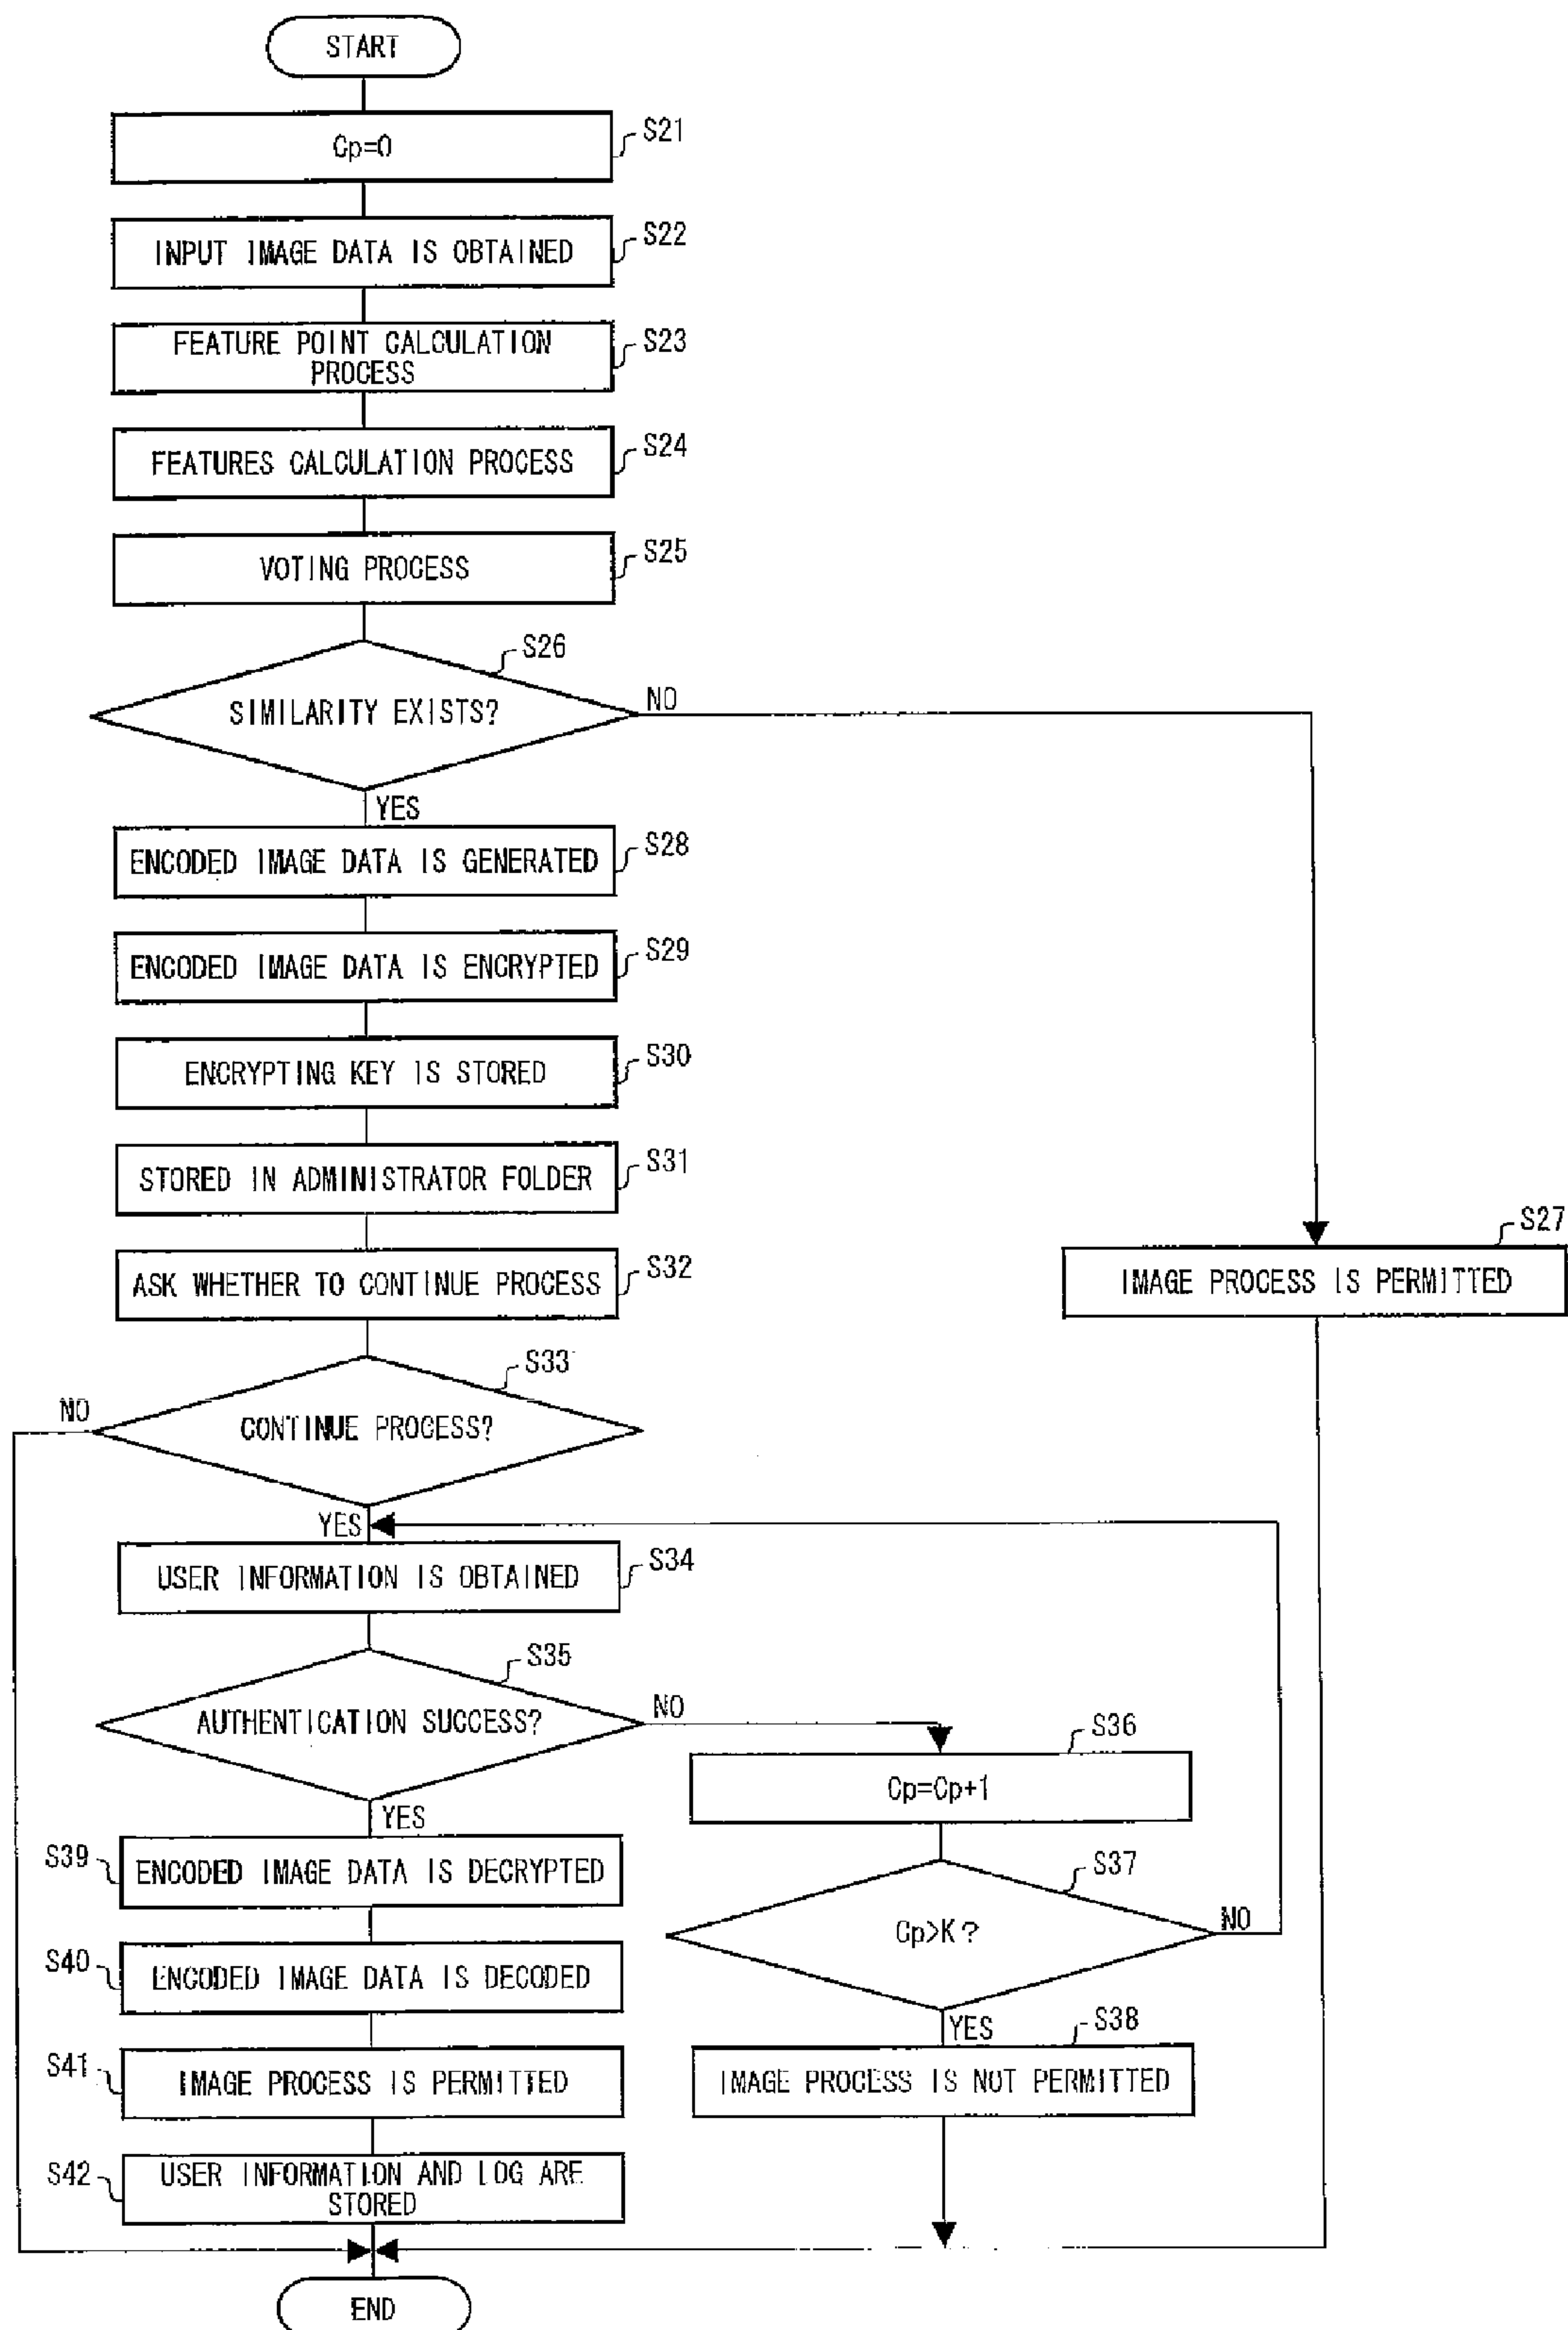 START
Cp=0
S21
INPUT IMAGE DATA IS OBTAINED
S22
FEATURE POINT CALCULATION
PROCESS
S23
FEATURES CALCULATION PROCESS
S24
VOTING PROCESS
S25
S26
SIMILARITY EXISTS?
NO
YES
ENCODED IMAGE DATA IS GENERATED
S28
ENCODED IMAGE DATA IS ENCRYPTED
S29
ENCRYPTING KEY IS STORED
S30
STORED IN ADMINISTRATOR FOLDER
S31
S27
IMAGE PROCESS IS PERMITTED
ASK WHETHER TO CONTINUE PROCESS
S32
S33
NO
CONTINUE PROCESS?
YES
USER INFORMATION IS OBTAINED
S34
S35
AUTHENTICATION SUCCESS?
NO
S36
Cp=Cp+1
YES
S39
ENCODED IMAGE DATA IS DECRYPTED
S37
Cp>K?
NO
S40
ENCODED IMAGE DATA IS DECODED
YES
S38
IMAGE PROCESS IS NOT PERMITTED
S41
IMAGE PROCESS IS PERMITTED
S42
USER INFORMATION AND LOG ARE
STORED
END